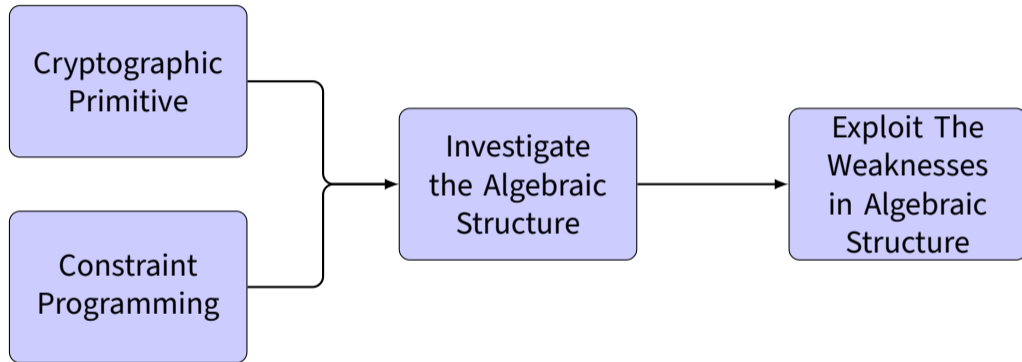 Cryptographic
Primitive
Constraint
Programming
Investigate
the Algebraic
Structure
Exploit The
Weaknesses
in Algebraic
Structure